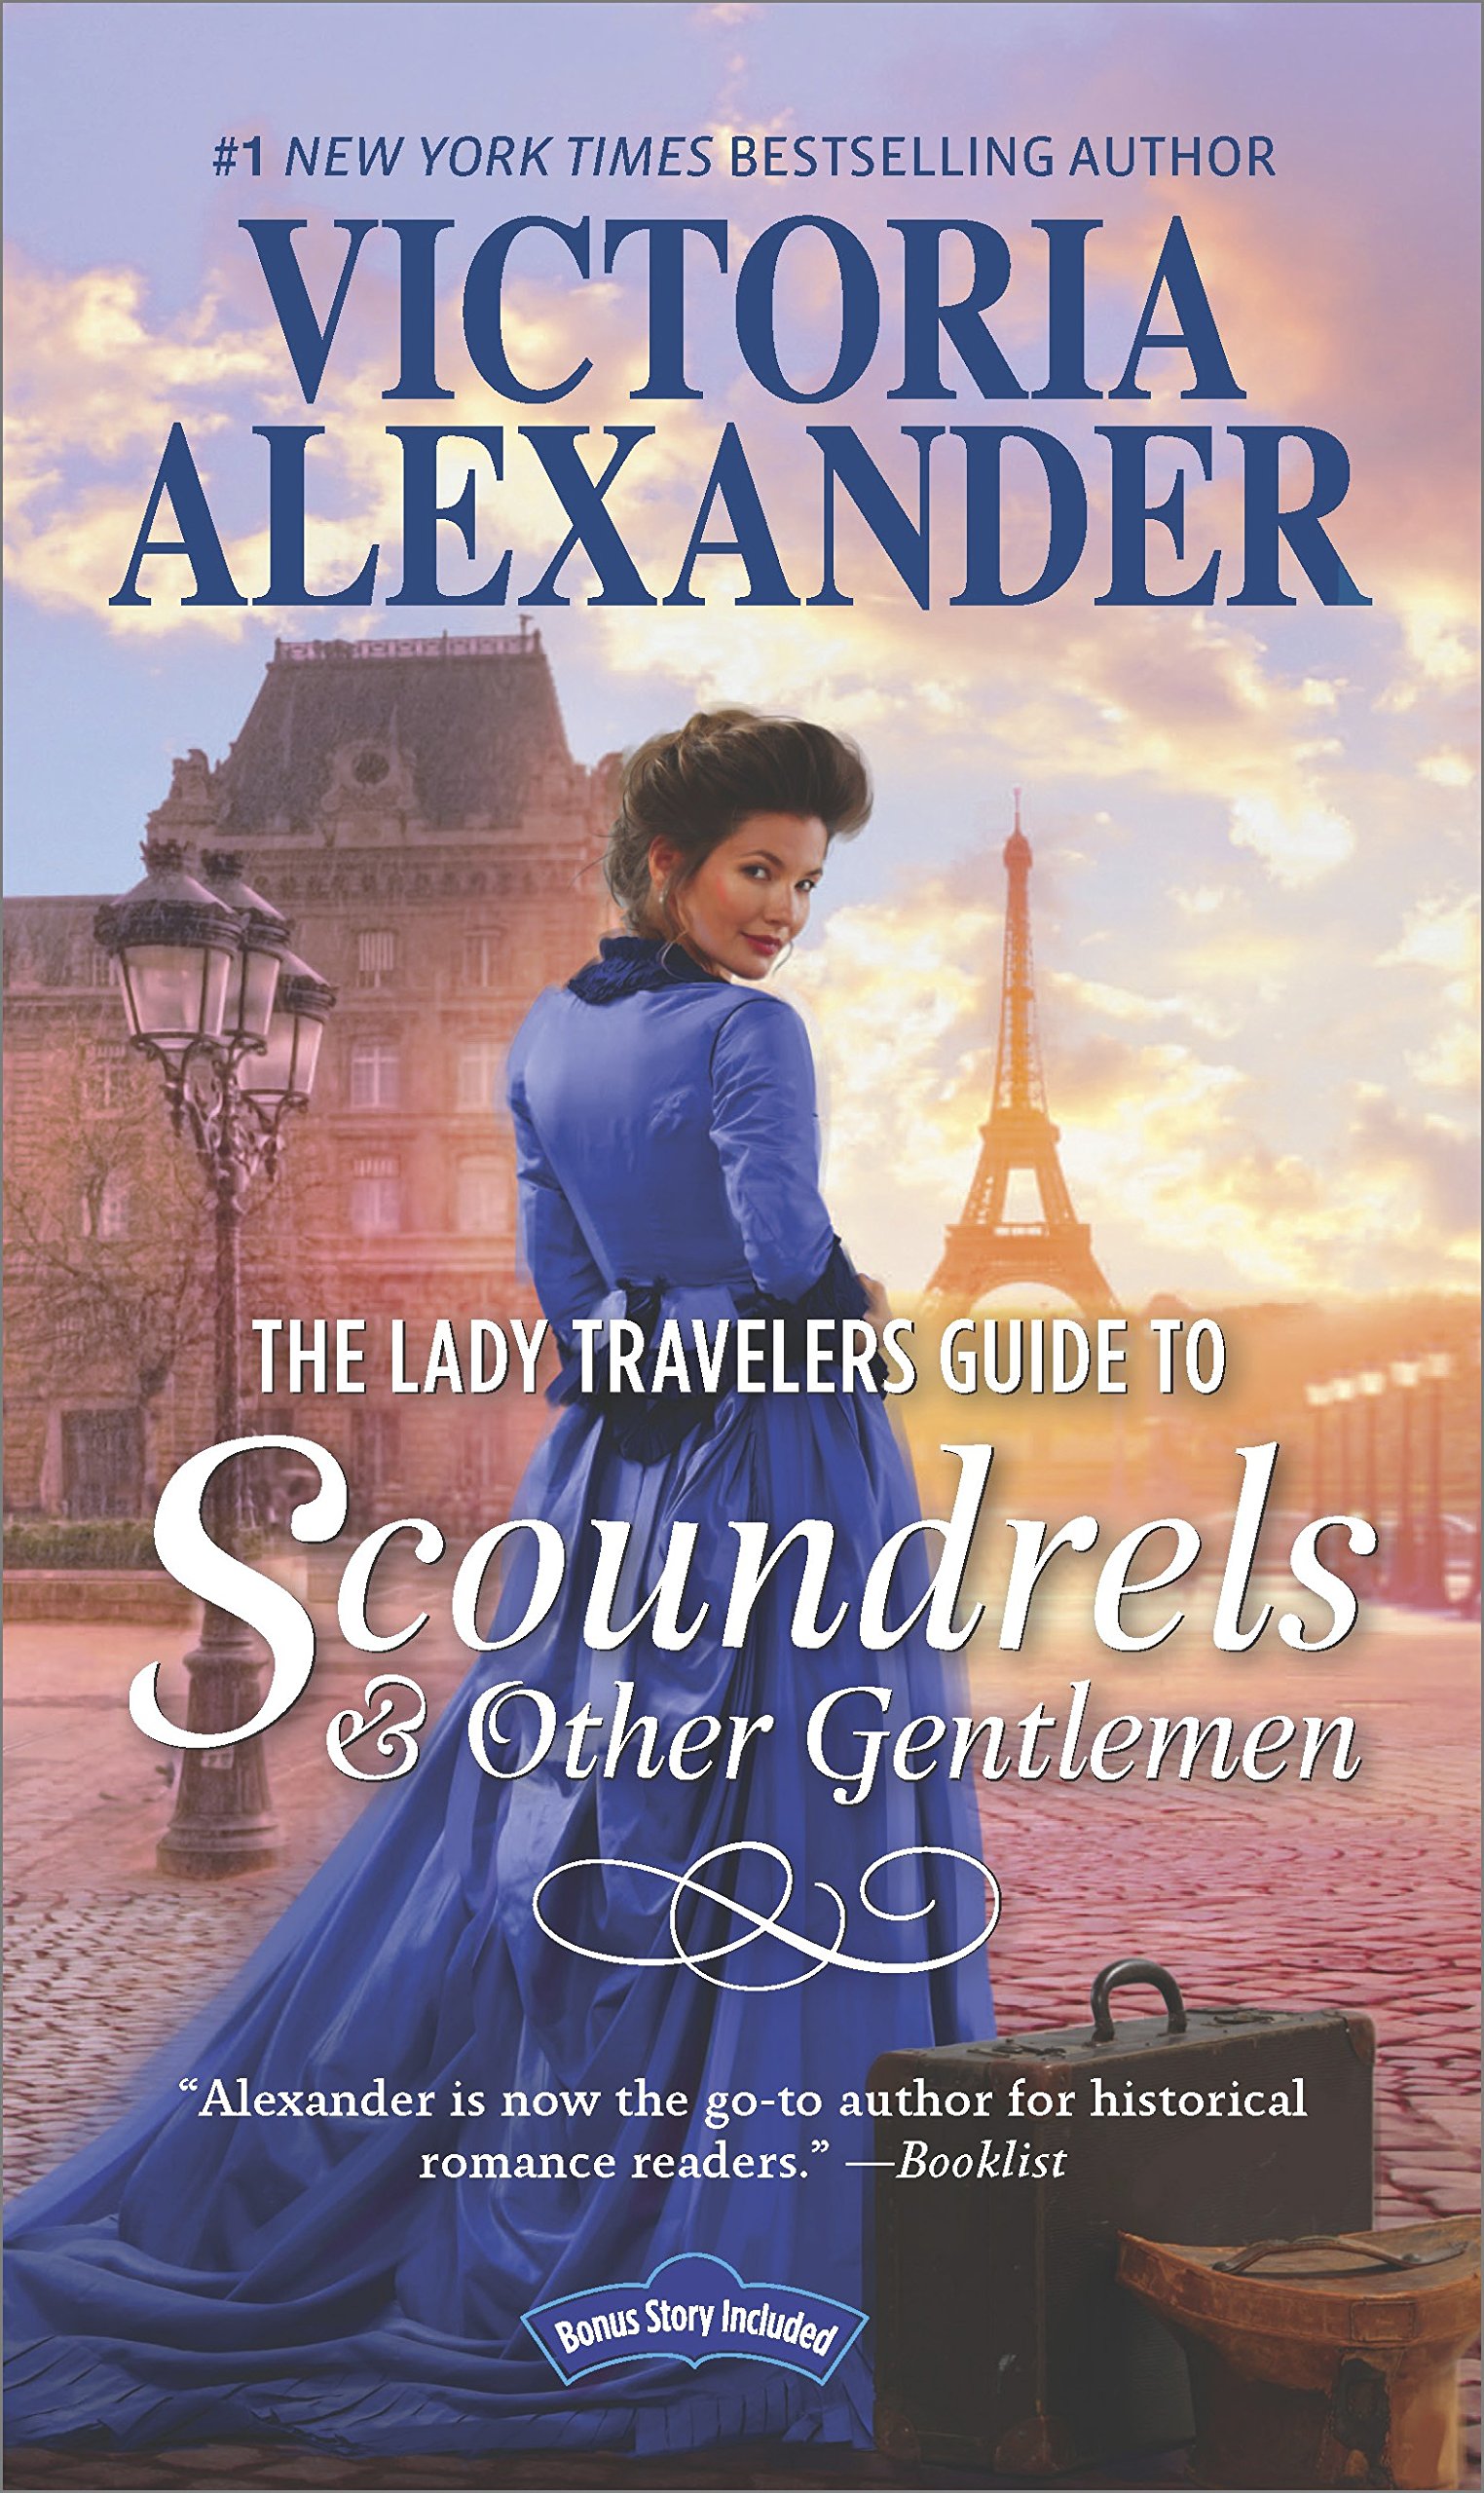 #1 NEW YORK TIMES BESTSELLING AUTHOR
VICTORIA
ALEXANDER
THE LADY TRAVELERS GUIDE TO
Scoundrels
& Other Gentlemen
“Alexander is now the go-to author for historical
romance readers.” —Booklist
Bonus Story Included